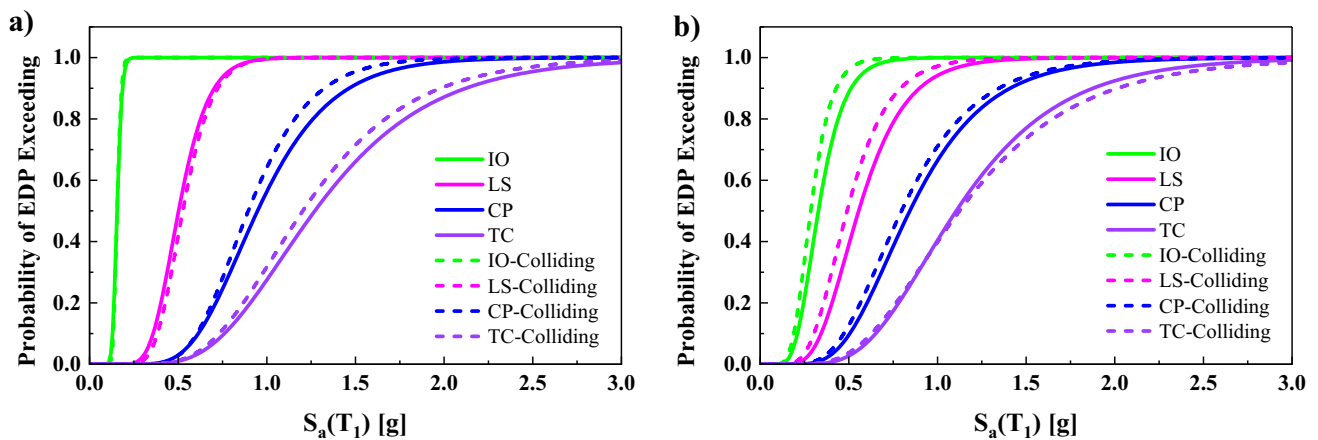 a)
Probability of EDP Exceeding
1.0
0.8
0.6
0.4
0.2
0.0
IO
LS
CP
TC
IO-Colliding
LS-Colliding
CP-Colliding
TC-Colliding
0.0 0.5 1.0 1.5 2.0 2.5 3.0
Sₐ(T₁) [g]
b)
Probability of EDP Exceeding
1.0
0.8
0.6
0.4
0.2
0.0
IO
LS
CP
TC
IO-Colliding
LS-Colliding
CP-Colliding
TC-Colliding
0.0 0.5 1.0 1.5 2.0 2.5 3.0
Sₐ(T₁) [g]